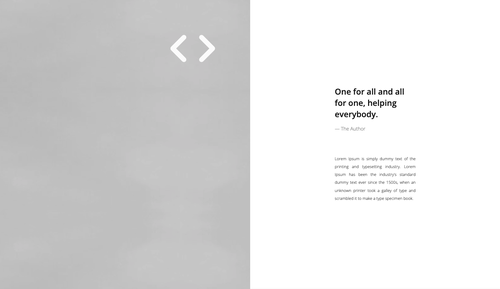 One for all and all
for one, helping
everybody.
— The Author
Lorem Ipsum is simply dummy text of the
printing and typesetting industry. Lorem
Ipsum has been the industry's standard
dummy text ever since the 1500s, when an
unknown printer took a galley of type and
scrambled it to make a type specimen book.